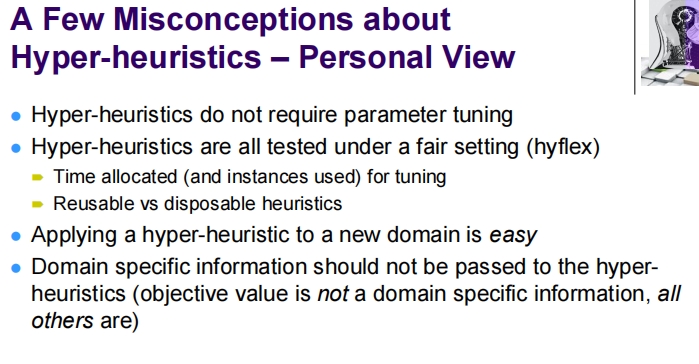 A Few Misconceptions about
Hyper-heuristics – Personal View
● Hyper-heuristics do not require parameter tuning
● Hyper-heuristics are all tested under a fair setting (hyflex)
Time allocated (and instances used) for tuning
Reusable vs disposable heuristics
● Applying a hyper-heuristic to a new domain is easy
● Domain specific information should not be passed to the hyper-
heuristics (objective value is not a domain specific information, all
others are)